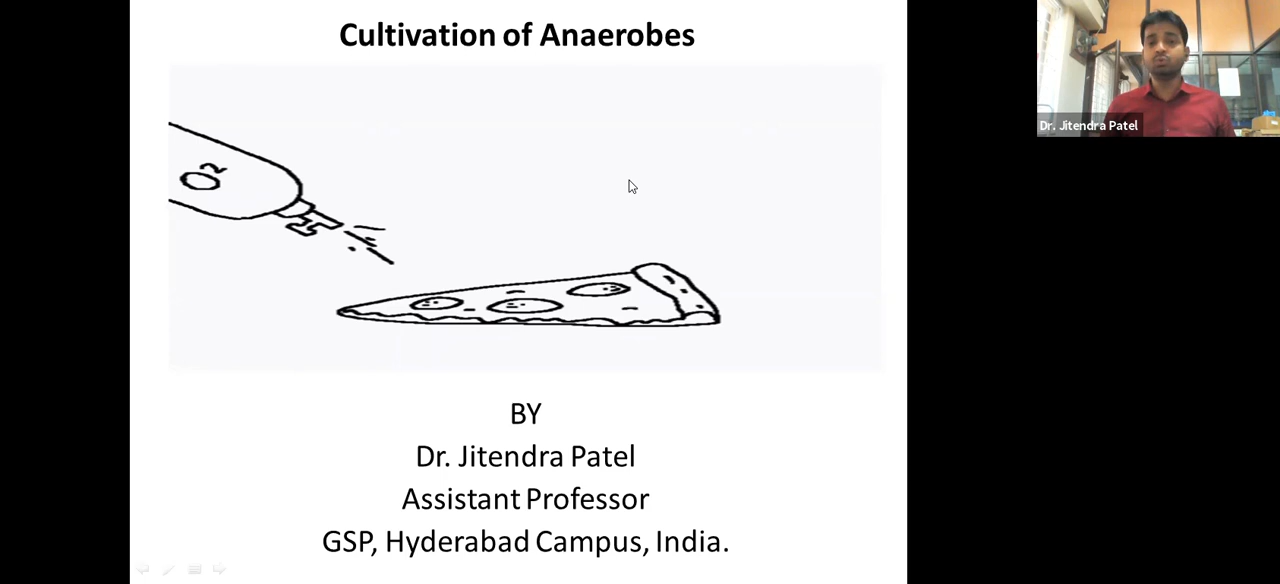 Cultivation of Anaerobes
O2
BY
Dr. Jitendra Patel
Assistant Professor
GSP, Hyderabad Campus, India.
Dr. Jitendra Patel